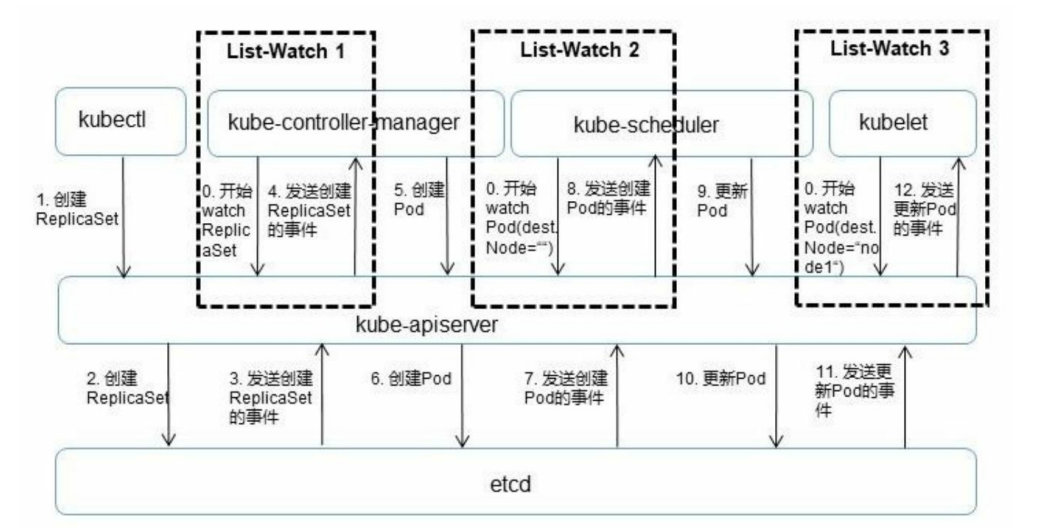 List-Watch 1
List-Watch 2
List-Watch 3
kubectl
kube-controller-manager
kube-scheduler
kubelet
1. 创建
ReplicaSet
0. 开始
watch
Replic
aSet
4. 发送创建
ReplicaSet
的事件
5. 创建
Pod
0. 开始
watch
Pod(dest.
Node="")
8. 发送创建
Pod的事件
9. 更新
Pod
0. 开始
watch
Pod(dest.
Node="no
de1")
12. 发送
更新Pod
的事件
kube-apiserver
2. 创建
ReplicaSet
3. 发送创建
ReplicaSet
的事件
6. 创建Pod
7. 发送创建
Pod的事件
10. 更新Pod
11. 发送更
新Pod的事
件
etcd